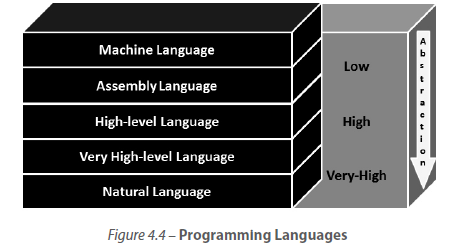 Machine Language
Assembly Language
High-level Language
Very High-level Language
Natural Language
Low
High
Very-High
Abstraction
Figure 4.4 – Programming Languages